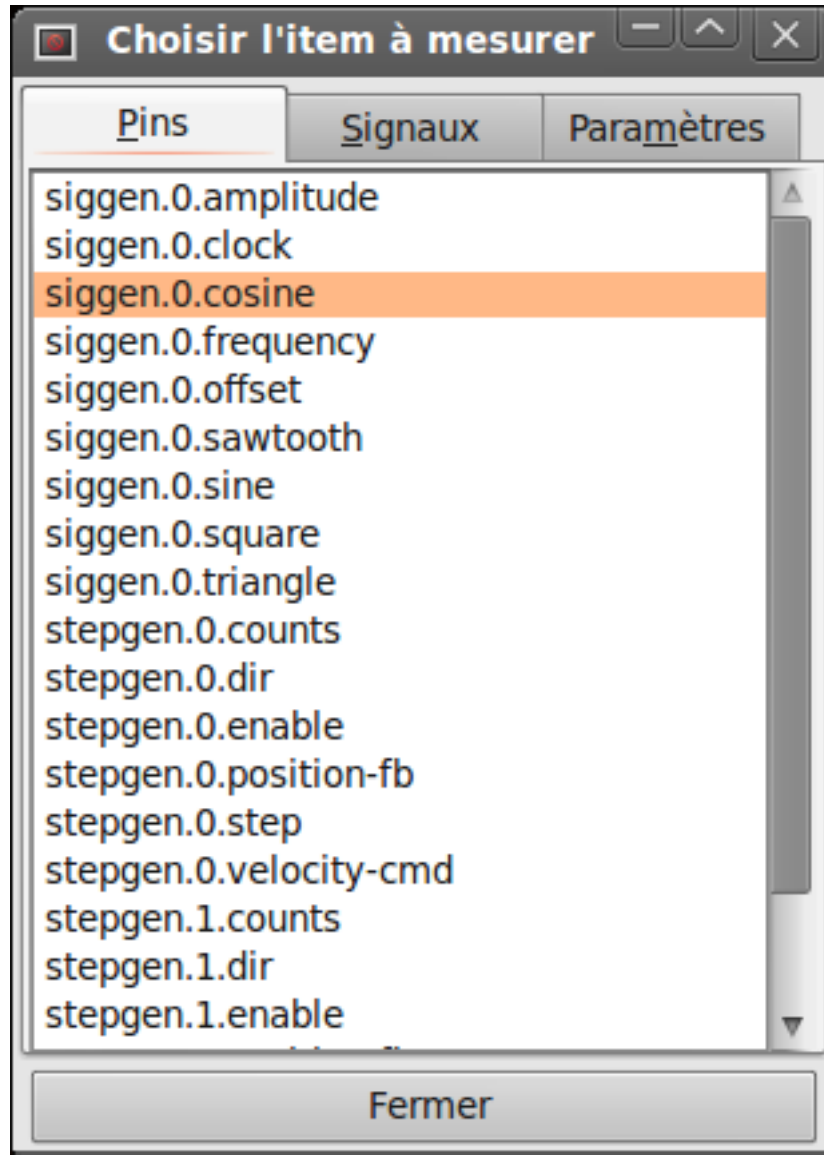 Choisir l'item à mesurer
Pins Signaux Paramètres
siggen.0.amplitude
siggen.0.clock
siggen.0.cosine
siggen.0.frequency
siggen.0.offset
siggen.0.sawtooth
siggen.0.sine
siggen.0.square
siggen.0.triangle
stepgen.0.counts
stepgen.0.dir
stepgen.0.enable
stepgen.0.position-fb
stepgen.0.step
stepgen.0.velocity-cmd
stepgen.1.counts
stepgen.1.dir
stepgen.1.enable
Fermer